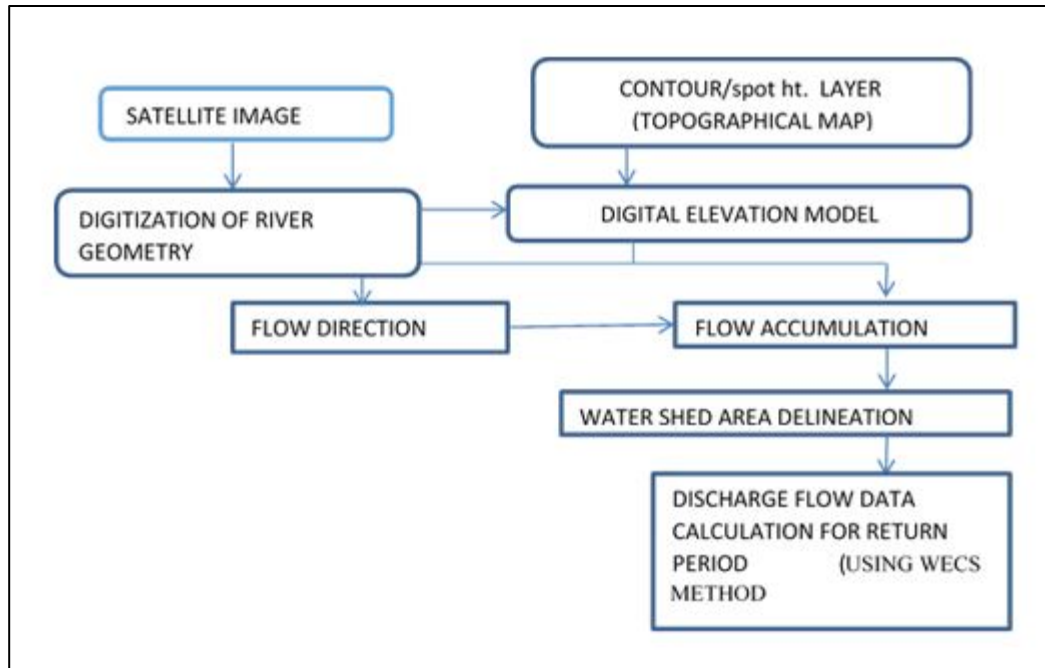 SATELLITE IMAGE
CONTOUR/spot ht. LAYER
(TOPOGRAPHICAL MAP)
DIGITIZATION OF RIVER
GEOMETRY
DIGITAL ELEVATION MODEL
FLOW DIRECTION
FLOW ACCUMULATION
WATER SHED AREA DELINEATION
DISCHARGE FLOW DATA
CALCULATION FOR RETURN
PERIOD (USING WECS
METHOD